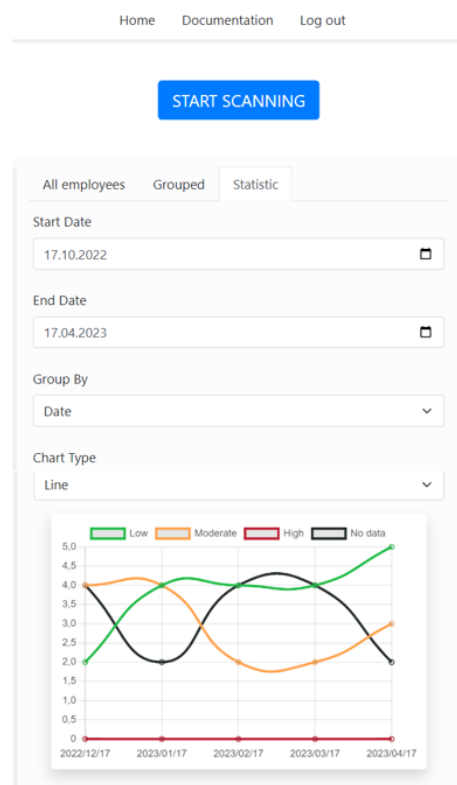 Home Documentation Log out
START SCANNING
All employees Grouped Statistic
Start Date
17.10.2022
End Date
17.04.2023
Group By
Date
Chart Type
Line
Low Moderate High No data
5,0
4,5
4,0
3,5
3,0
2,5
2,0
1,5
1,0
0,5
0
2022/12/17 2023/01/17 2023/02/17 2023/03/17 2023/04/17